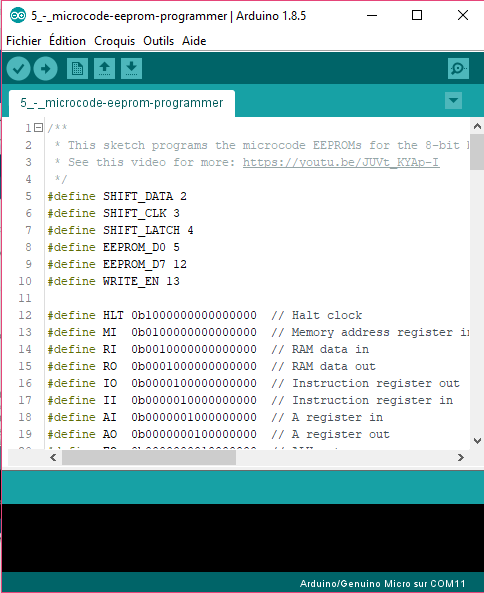 5_-_microcode-eeprom-programmer | Arduino 1.8.5
Fichier Édition Croquis Outils Aide
5_-_microcode-eeprom-programmer
1 /**
2 * This sketch programs the microcode EEPROMs for the 8-bit
3 * See this video for more: https://youtu.be/JUVt_KYAp-I
4 */
5 #define SHIFT_DATA 2
6 #define SHIFT_CLK 3
7 #define SHIFT_LATCH 4
8 #define EEPROM_D0 5
9 #define EEPROM_D7 12
10 #define WRITE_EN 13
11
12 #define HLT 0b1000000000000000 // Halt clock
13 #define MI 0b0100000000000000 // Memory address register in
14 #define RI 0b0010000000000000 // RAM data in
15 #define RO 0b0001000000000000 // RAM data out
16 #define IO 0b0000100000000000 // Instruction register out
17 #define II 0b0000010000000000 // Instruction register in
18 #define AI 0b0000001000000000 // A register in
19 #define AO 0b0000000100000000 // A register out
Arduino/Genuino Micro sur COM11